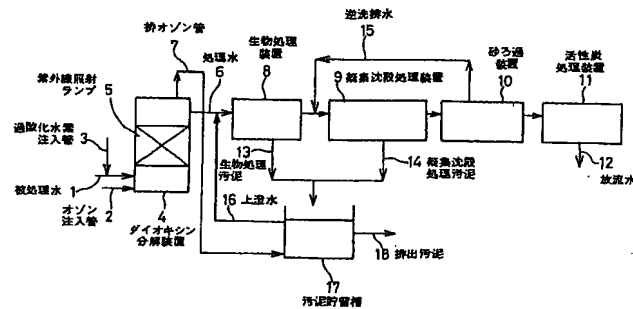 排オゾン管
7
処理水
6
生物処理
装置
8
逆洗排水
15
9 凝集沈殿処理装置
砂ろ過
装置
10
活性炭
処理装置
11
紫外線照射
ランプ
5
過酸化水素
注入管
3
1
被処理水
2
オゾン
注入管
4
ダイオキシン
分解装置
13
生物処理
汚泥
14 凝集沈殿
処理汚泥
12
放流水
16 上澄水
18 排出汚泥
17
汚泥貯留槽